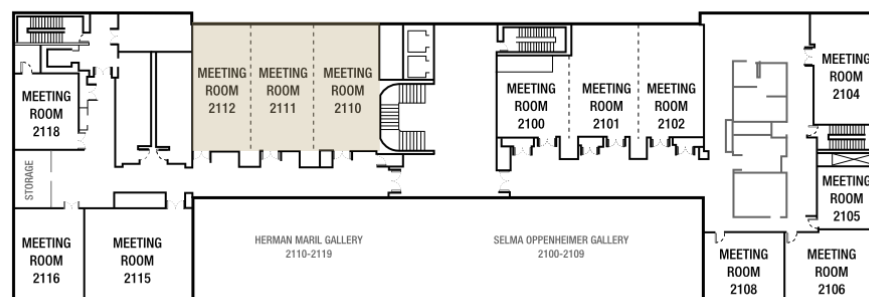 MEETING
ROOM
2112
MEETING
ROOM
2111
MEETING
ROOM
2110
MEETING
ROOM
2100
MEETING
ROOM
2101
MEETING
ROOM
2102
MEETING
ROOM
2104
MEETING
ROOM
2118
STORAGE
MEETING
ROOM
2105
MEETING
ROOM
2116
MEETING
ROOM
2115
HERMAN MARIL GALLERY
2110-2119
SELMA OPPENHEIMER GALLERY
2100-2109
MEETING
ROOM
2108
MEETING
ROOM
2106